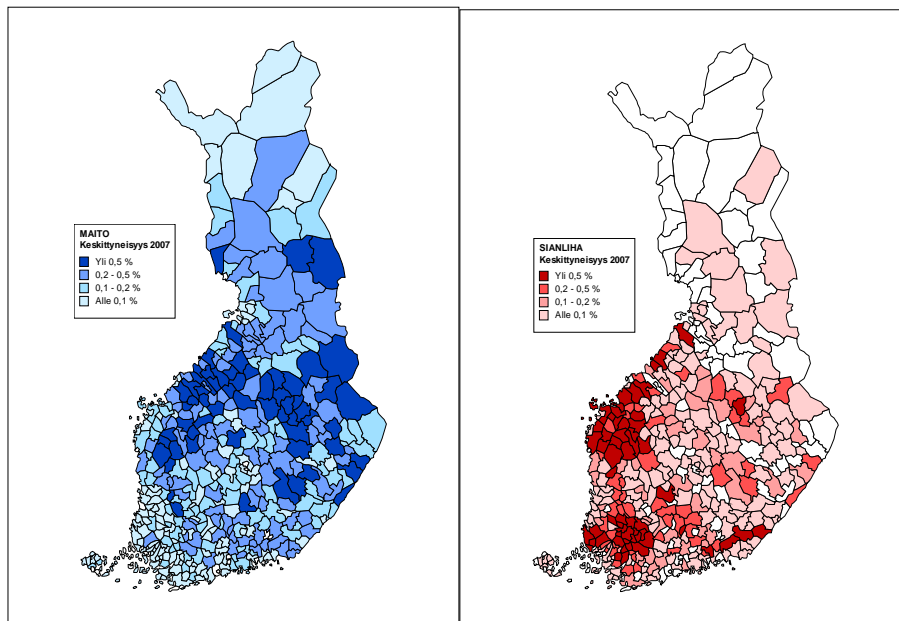 MAITO
Keskittyneisyys 2007
Yli 0,5 %
0,2 - 0,5 %
0,1 - 0,2 %
Alle 0,1 %
SIANLIHA
Keskittyneisyys 2007
Yli 0,5 %
0,2 - 0,5 %
0,1 - 0,2 %
Alle 0,1 %